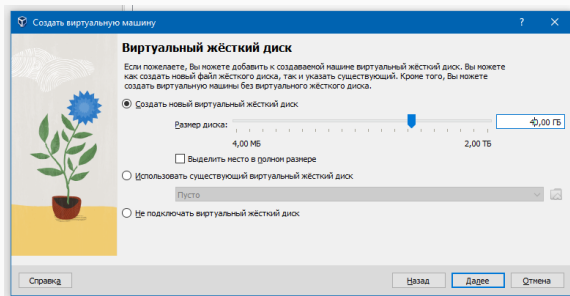 Создать виртуальную машину
Виртуальный жёсткий диск
Если пожелаете, Вы можете добавить к создаваемой машине виртуальный жёсткий диск. Вы можете
как создать новый файл жёсткого диска, так и указать существующий. Кроме того, Вы можете
создать виртуальную машину без виртуального жёсткого диска.
Создать новый виртуальный жёсткий диск
Размер диска: 40,00 ГБ
4,00 МБ 2,00 ТБ
Выделить место в полном размере
Использовать существующий виртуальный жёсткий диск
Пусто
Не подключать виртуальный жёсткий диск
Справка Назад Далее Отмена